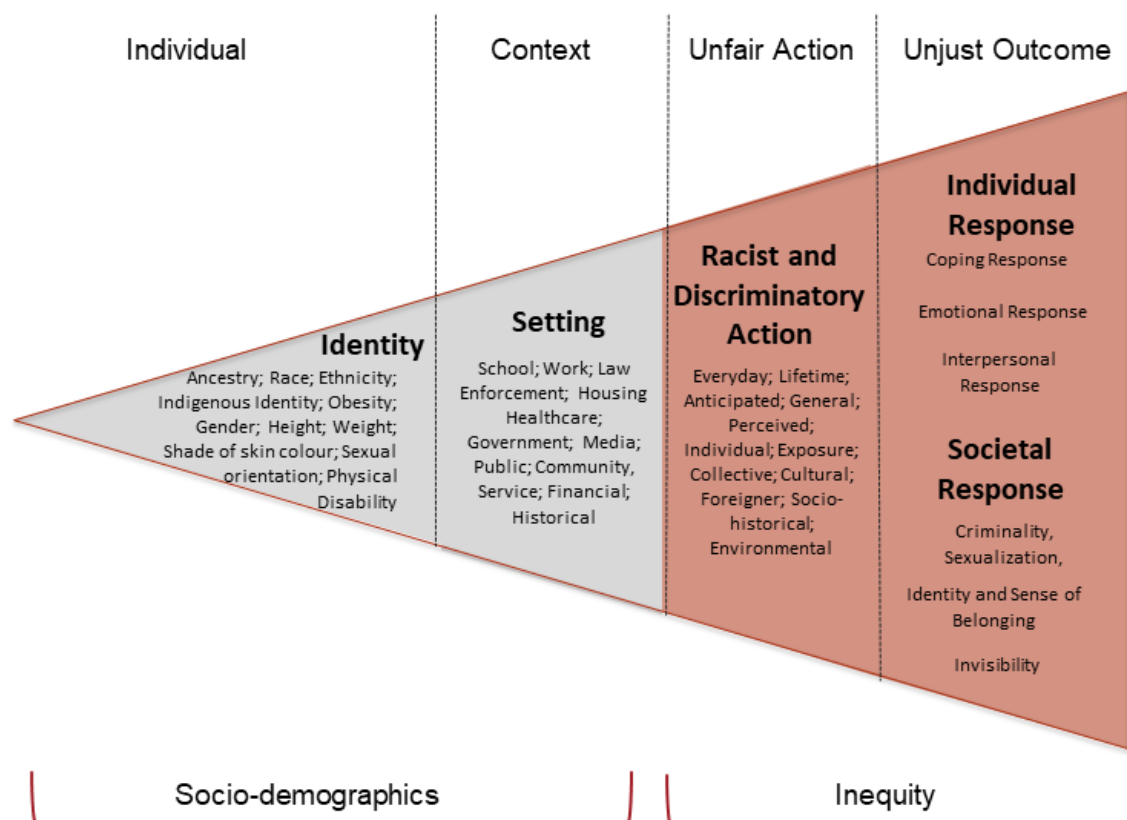 Individual
Context
Unfair Action
Unjust Outcome
Identity
Ancestry; Race; Ethnicity;
Indigenous Identity; Obesity;
Gender; Height; Weight;
Shade of skin colour; Sexual
orientation; Physical
Disability
Setting
School; Work; Law
Enforcement; Housing
Healthcare;
Government; Media;
Public; Community,
Service; Financial;
Historical
Racist and
Discriminatory
Action
Everyday; Lifetime;
Anticipated; General;
Perceived;
Individual; Exposure;
Collective; Cultural;
Foreigner; Socio-
historical;
Environmental
Individual
Response
Coping Response
Emotional Response
Interpersonal
Response
Societal
Response
Criminality,
Sexualization,
Identity and Sense of
Belonging
Invisibility
Socio-demographics
Inequity